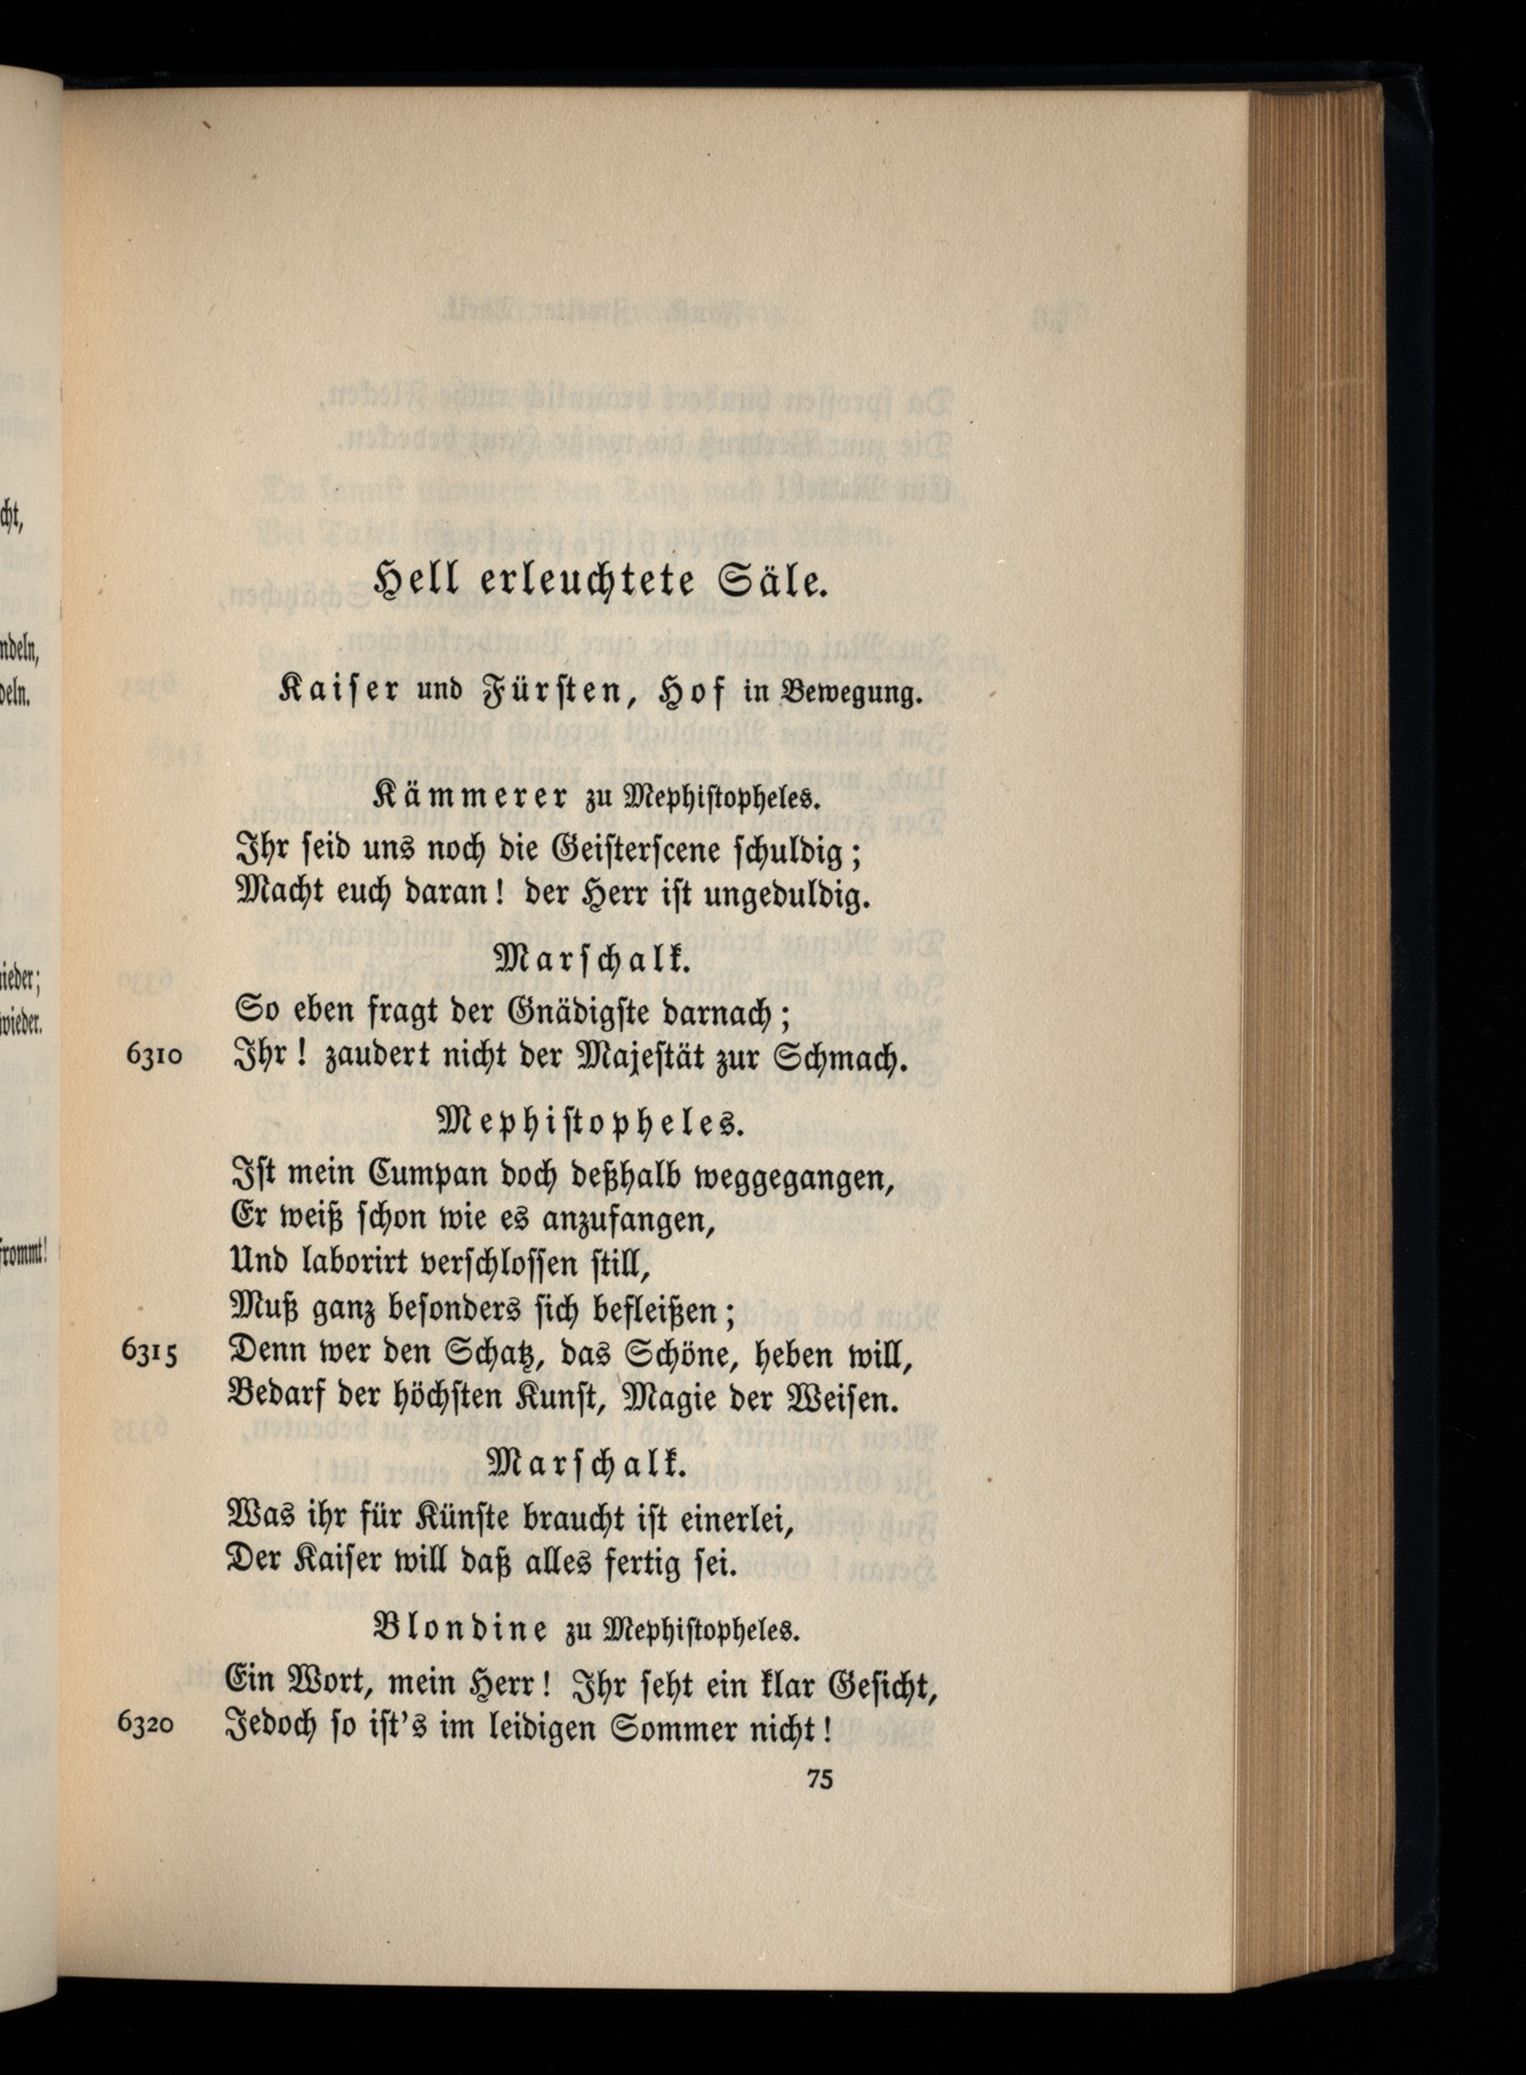 Hell erleuchtete Säle.
Kaiser und Fürsten, Hof in Bewegung.
Kämmerer zu Mephistopheles.
Ihr seid uns noch die Geisterscene schuldig;
Macht euch daran! der Herr ist ungeduldig.
Marschalk.
So eben fragt der Gnädigste darnach;
6310 Ihr! zaudert nicht der Majestät zur Schmach.
Mephistopheles.
Ist mein Cumpan doch deßhalb weggegangen,
Er weiß schon wie es anzufangen,
Und laborirt verschlossen still,
Muß ganz besonders sich befleißen;
6315 Denn wer den Schatz, das Schöne, heben will,
Bedarf der höchsten Kunst, Magie der Weisen.
Marschalk.
Was ihr für Künste braucht ist einerlei,
Der Kaiser will daß alles fertig sei.
Blondine zu Mephistopheles.
Ein Wort, mein Herr! Ihr seht ein klar Gesicht,
6320 Jedoch so ist's im leidigen Sommer nicht!
75